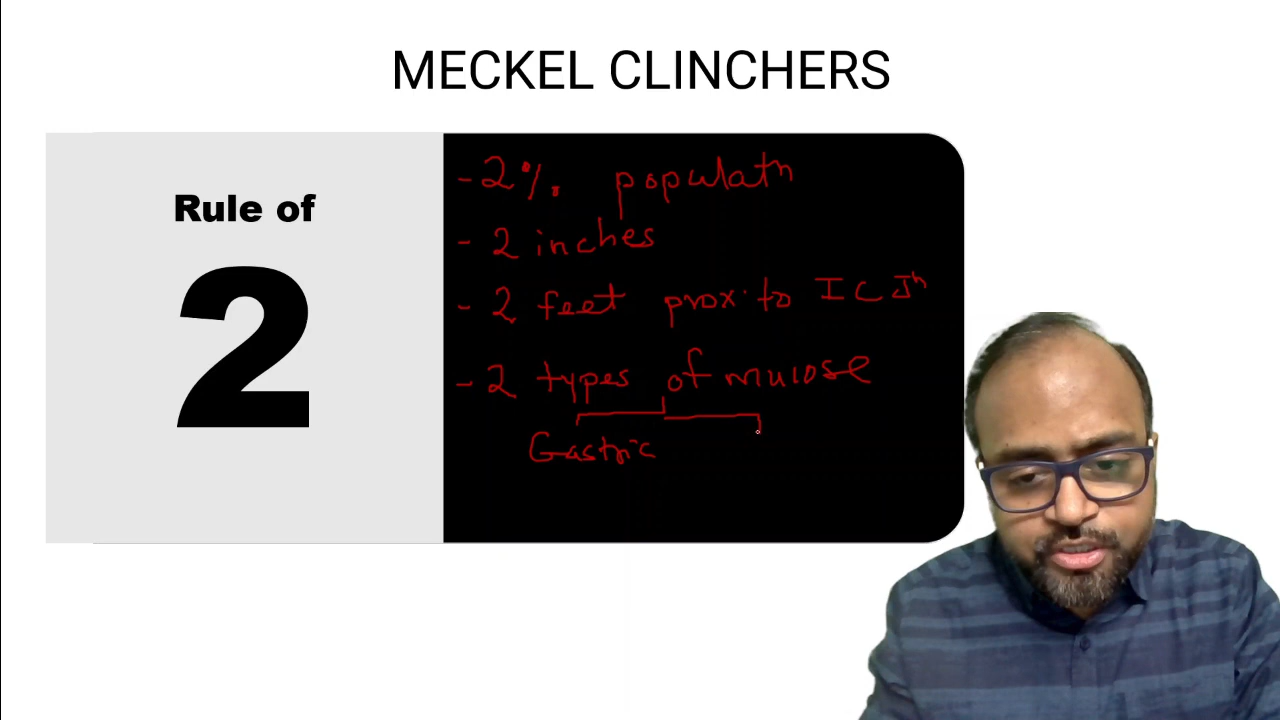 MECKEL CLINCHERS
Rule of
2
- 2% populatn
- 2 inches
- 2 feet prox. to I C Jn
- 2 types of mucose
Gastric